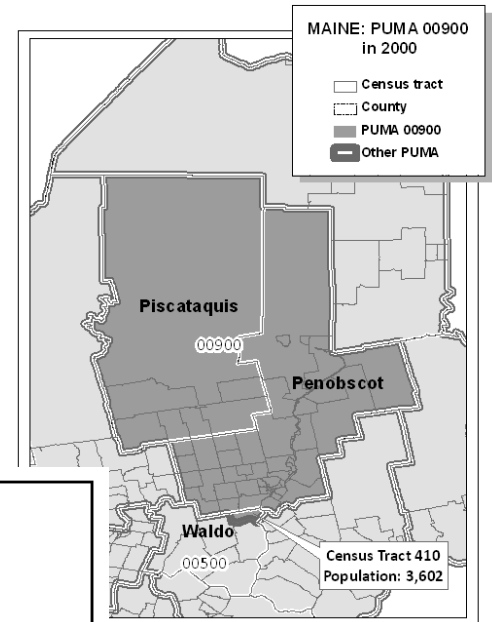 MAINE: PUMA 00900
in 2000
Census tract
County
PUMA 00900
Other PUMA
Piscataquis
00900
Penobscot
Waldo
00500
Census Tract 410
Population: 3,602